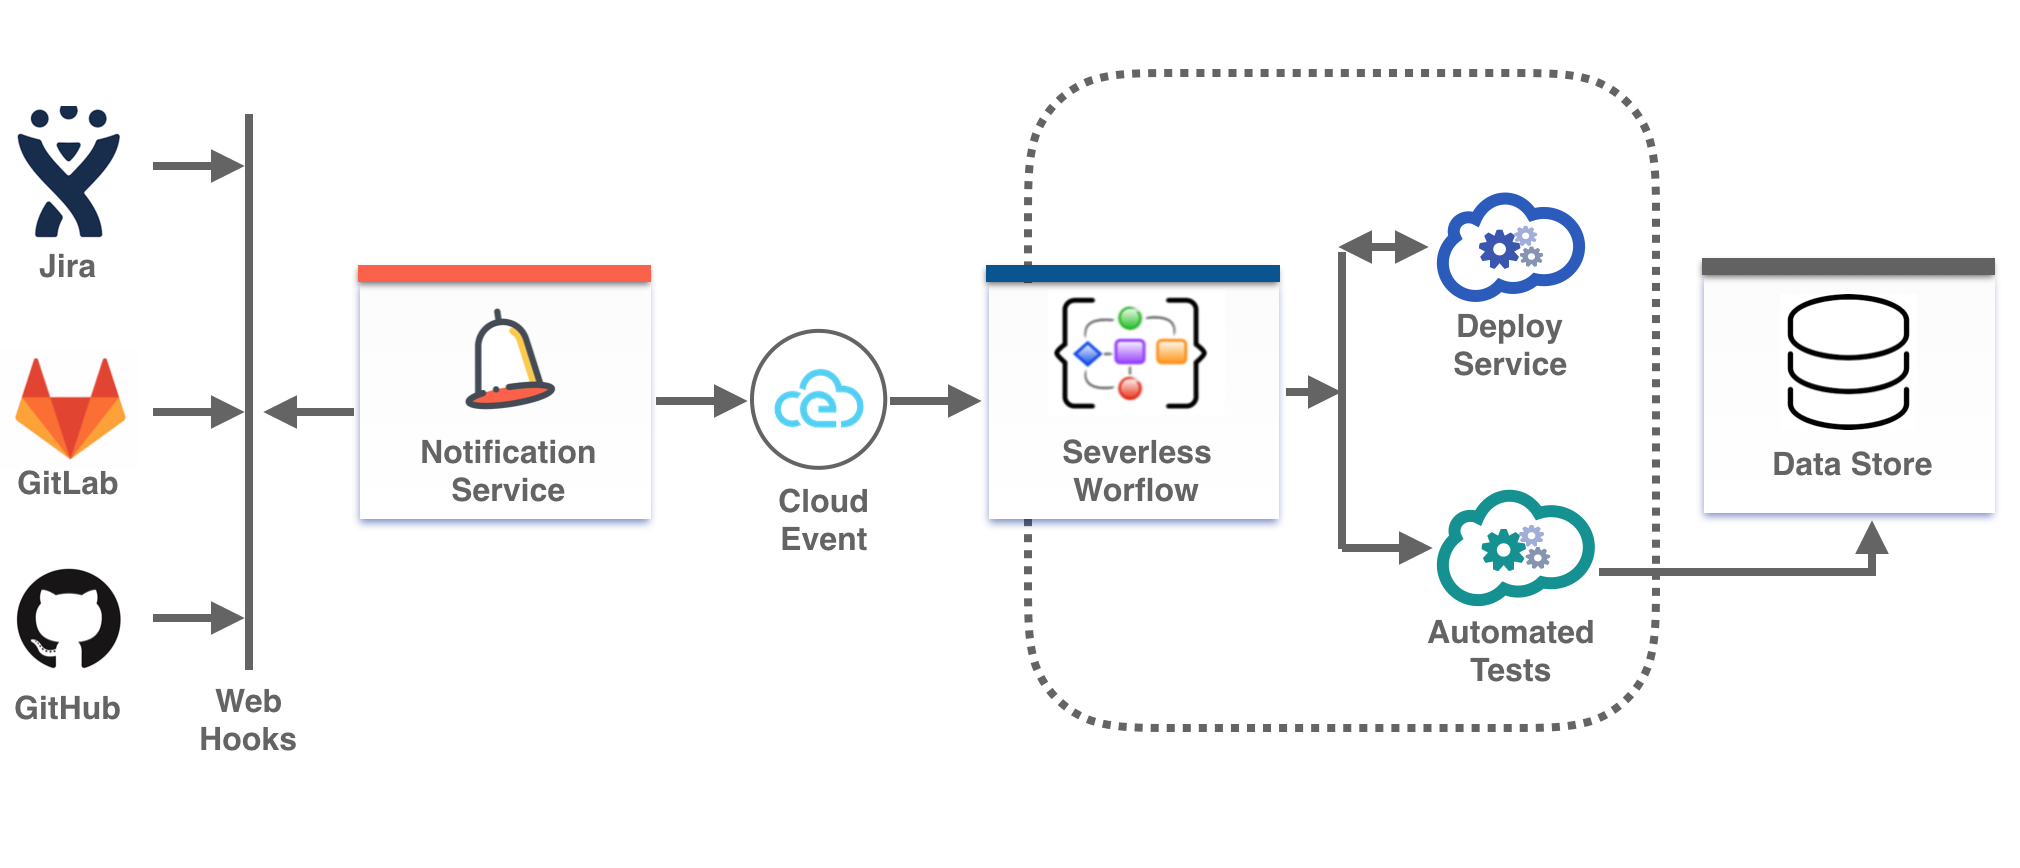 Jira
GitLab
GitHub
Web
Hooks
Notification
Service
Cloud
Event
Severless
Worflow
Deploy
Service
Automated
Tests
Data Store